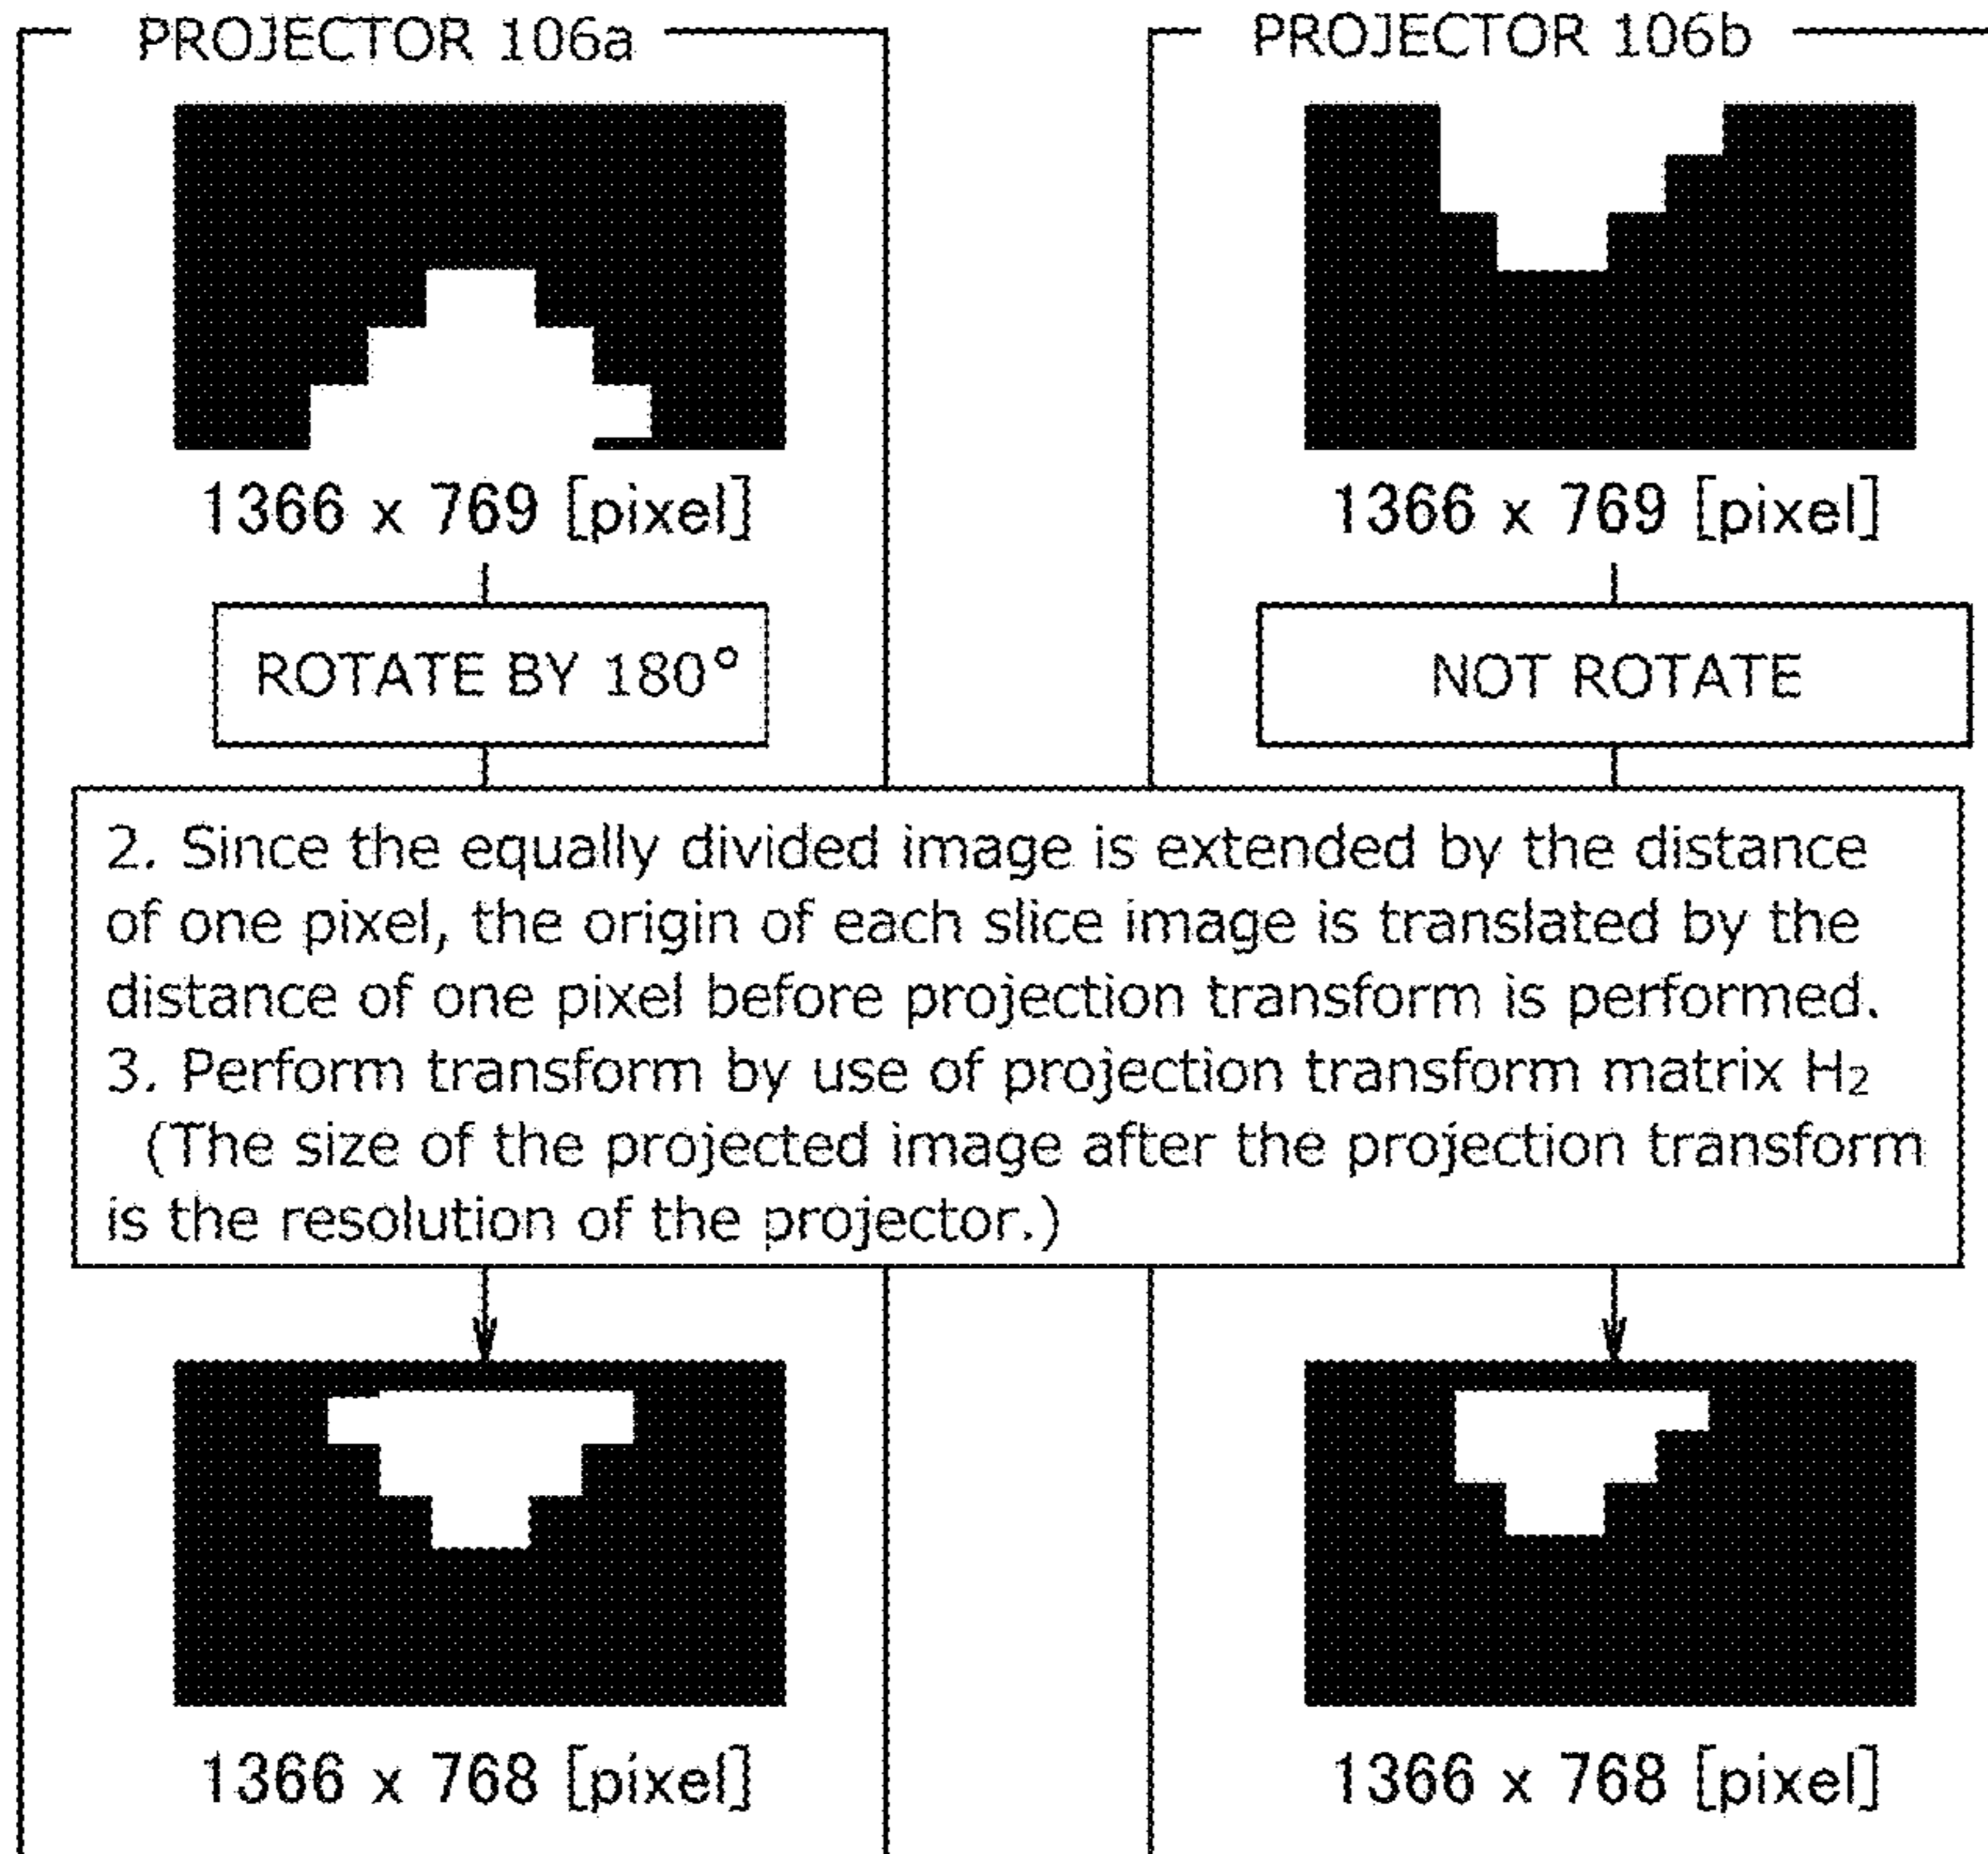 PROJECTOR 106a
PROJECTOR 106b
1366 x 769 [pixel]
1366 x 769 [pixel]
ROTATE BY 180°
NOT ROTATE
2. Since the equally divided image is extended by the distance
of one pixel, the origin of each slice image is translated by the
distance of one pixel before projection transform is performed.
3. Perform transform by use of projection transform matrix H₂
(The size of the projected image after the projection transform
is the resolution of the projector.)
1366 x 768 [pixel]
1366 x 768 [pixel]